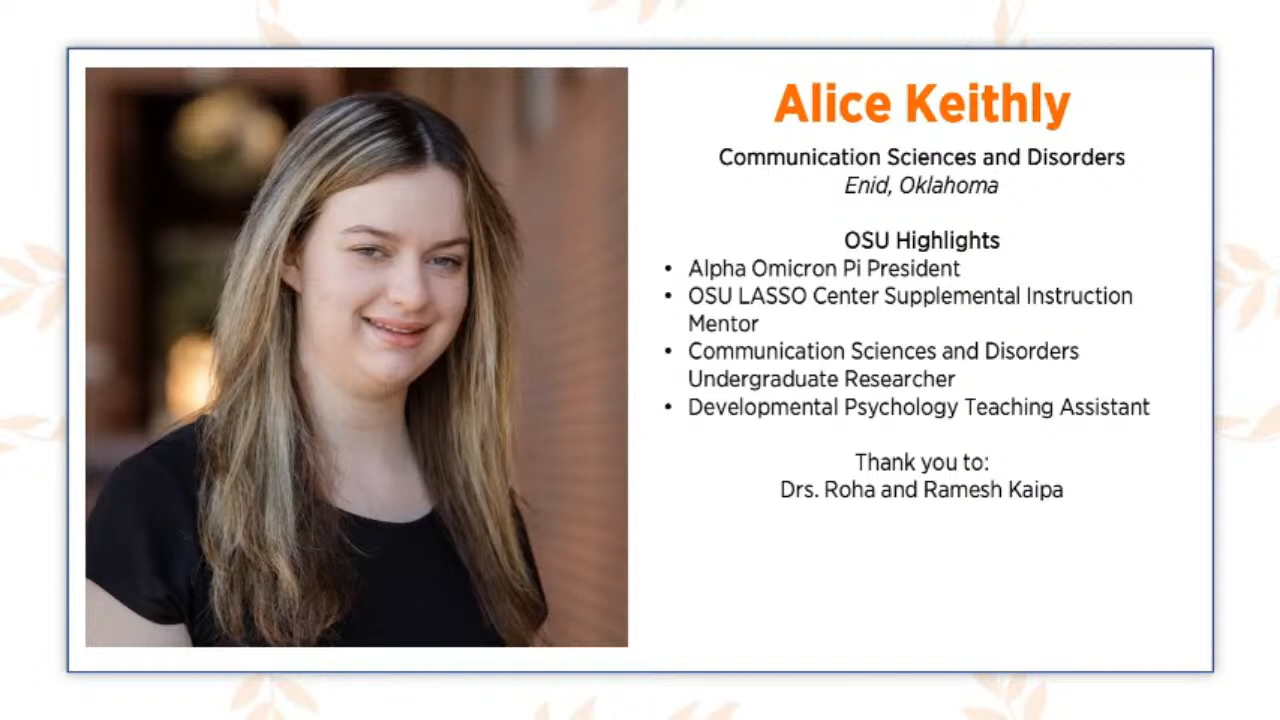 Alice Keithly
Communication Sciences and Disorders
Enid, Oklahoma
OSU Highlights
• Alpha Omicron Pi President
• OSU LASSO Center Supplemental Instruction
Mentor
• Communication Sciences and Disorders
Undergraduate Researcher
• Developmental Psychology Teaching Assistant
Thank you to:
Drs. Roha and Ramesh Kaipa